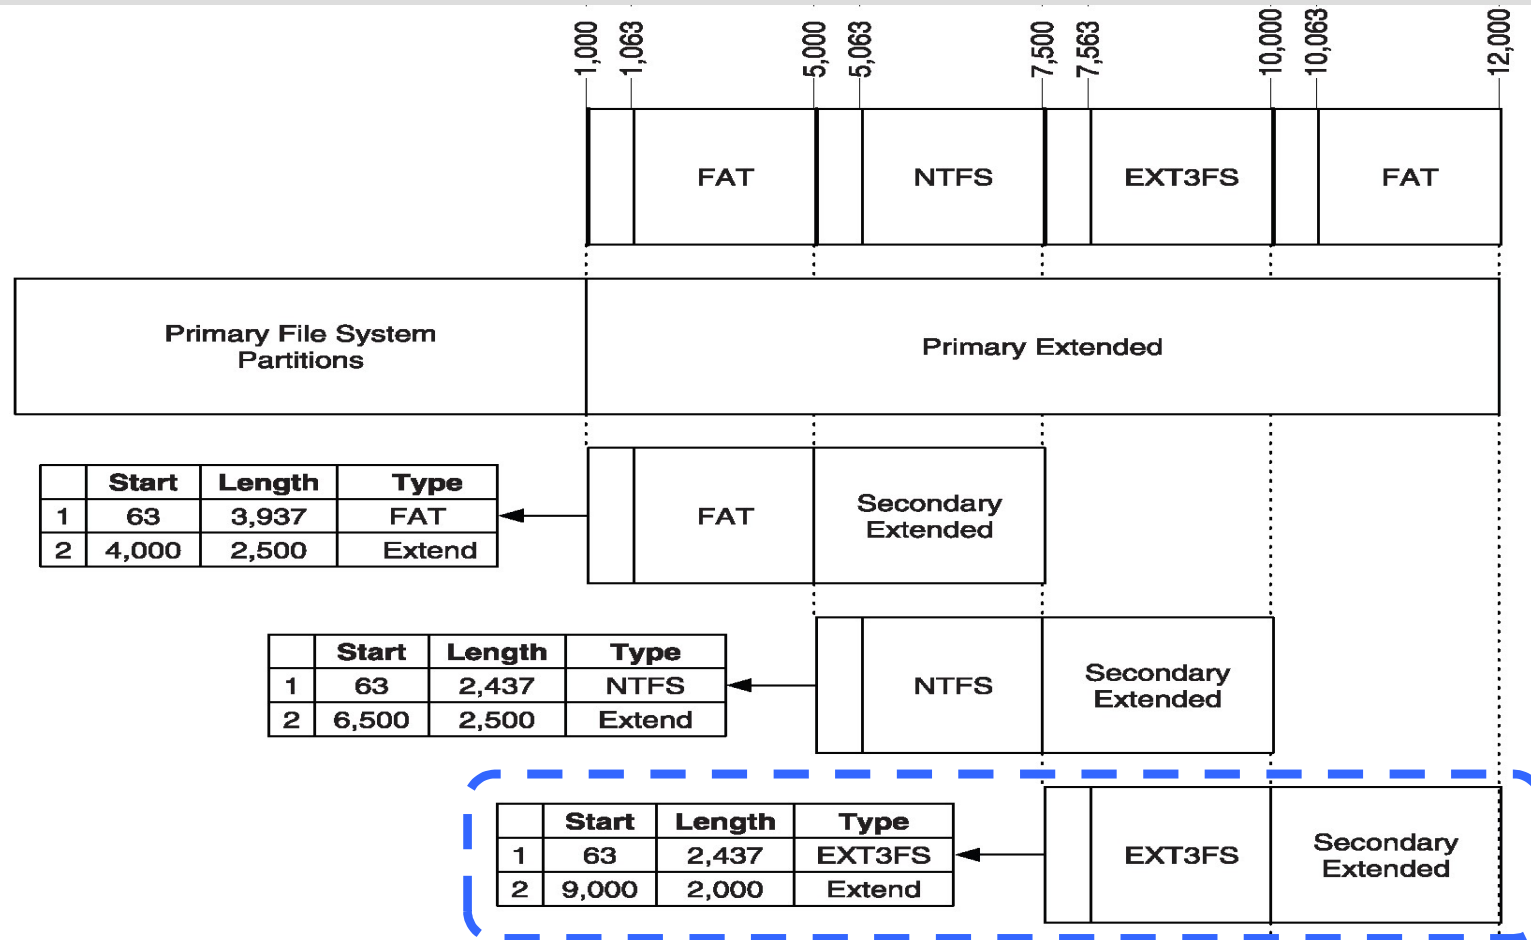 1,000 1,063 5,000 5,063 7,500 7,563 10,000 10,063 12,000
FAT NTFS EXT3FS FAT
Primary File System
Partitions
Primary Extended
Start Length Type
1 63 3,937 FAT
2 4,000 2,500 Extend
FAT
Secondary
Extended
Start Length Type
1 63 2,437 NTFS
2 6,500 2,500 Extend
NTFS
Secondary
Extended
Start Length Type
1 63 2,437 EXT3FS
2 9,000 2,000 Extend
EXT3FS
Secondary
Extended